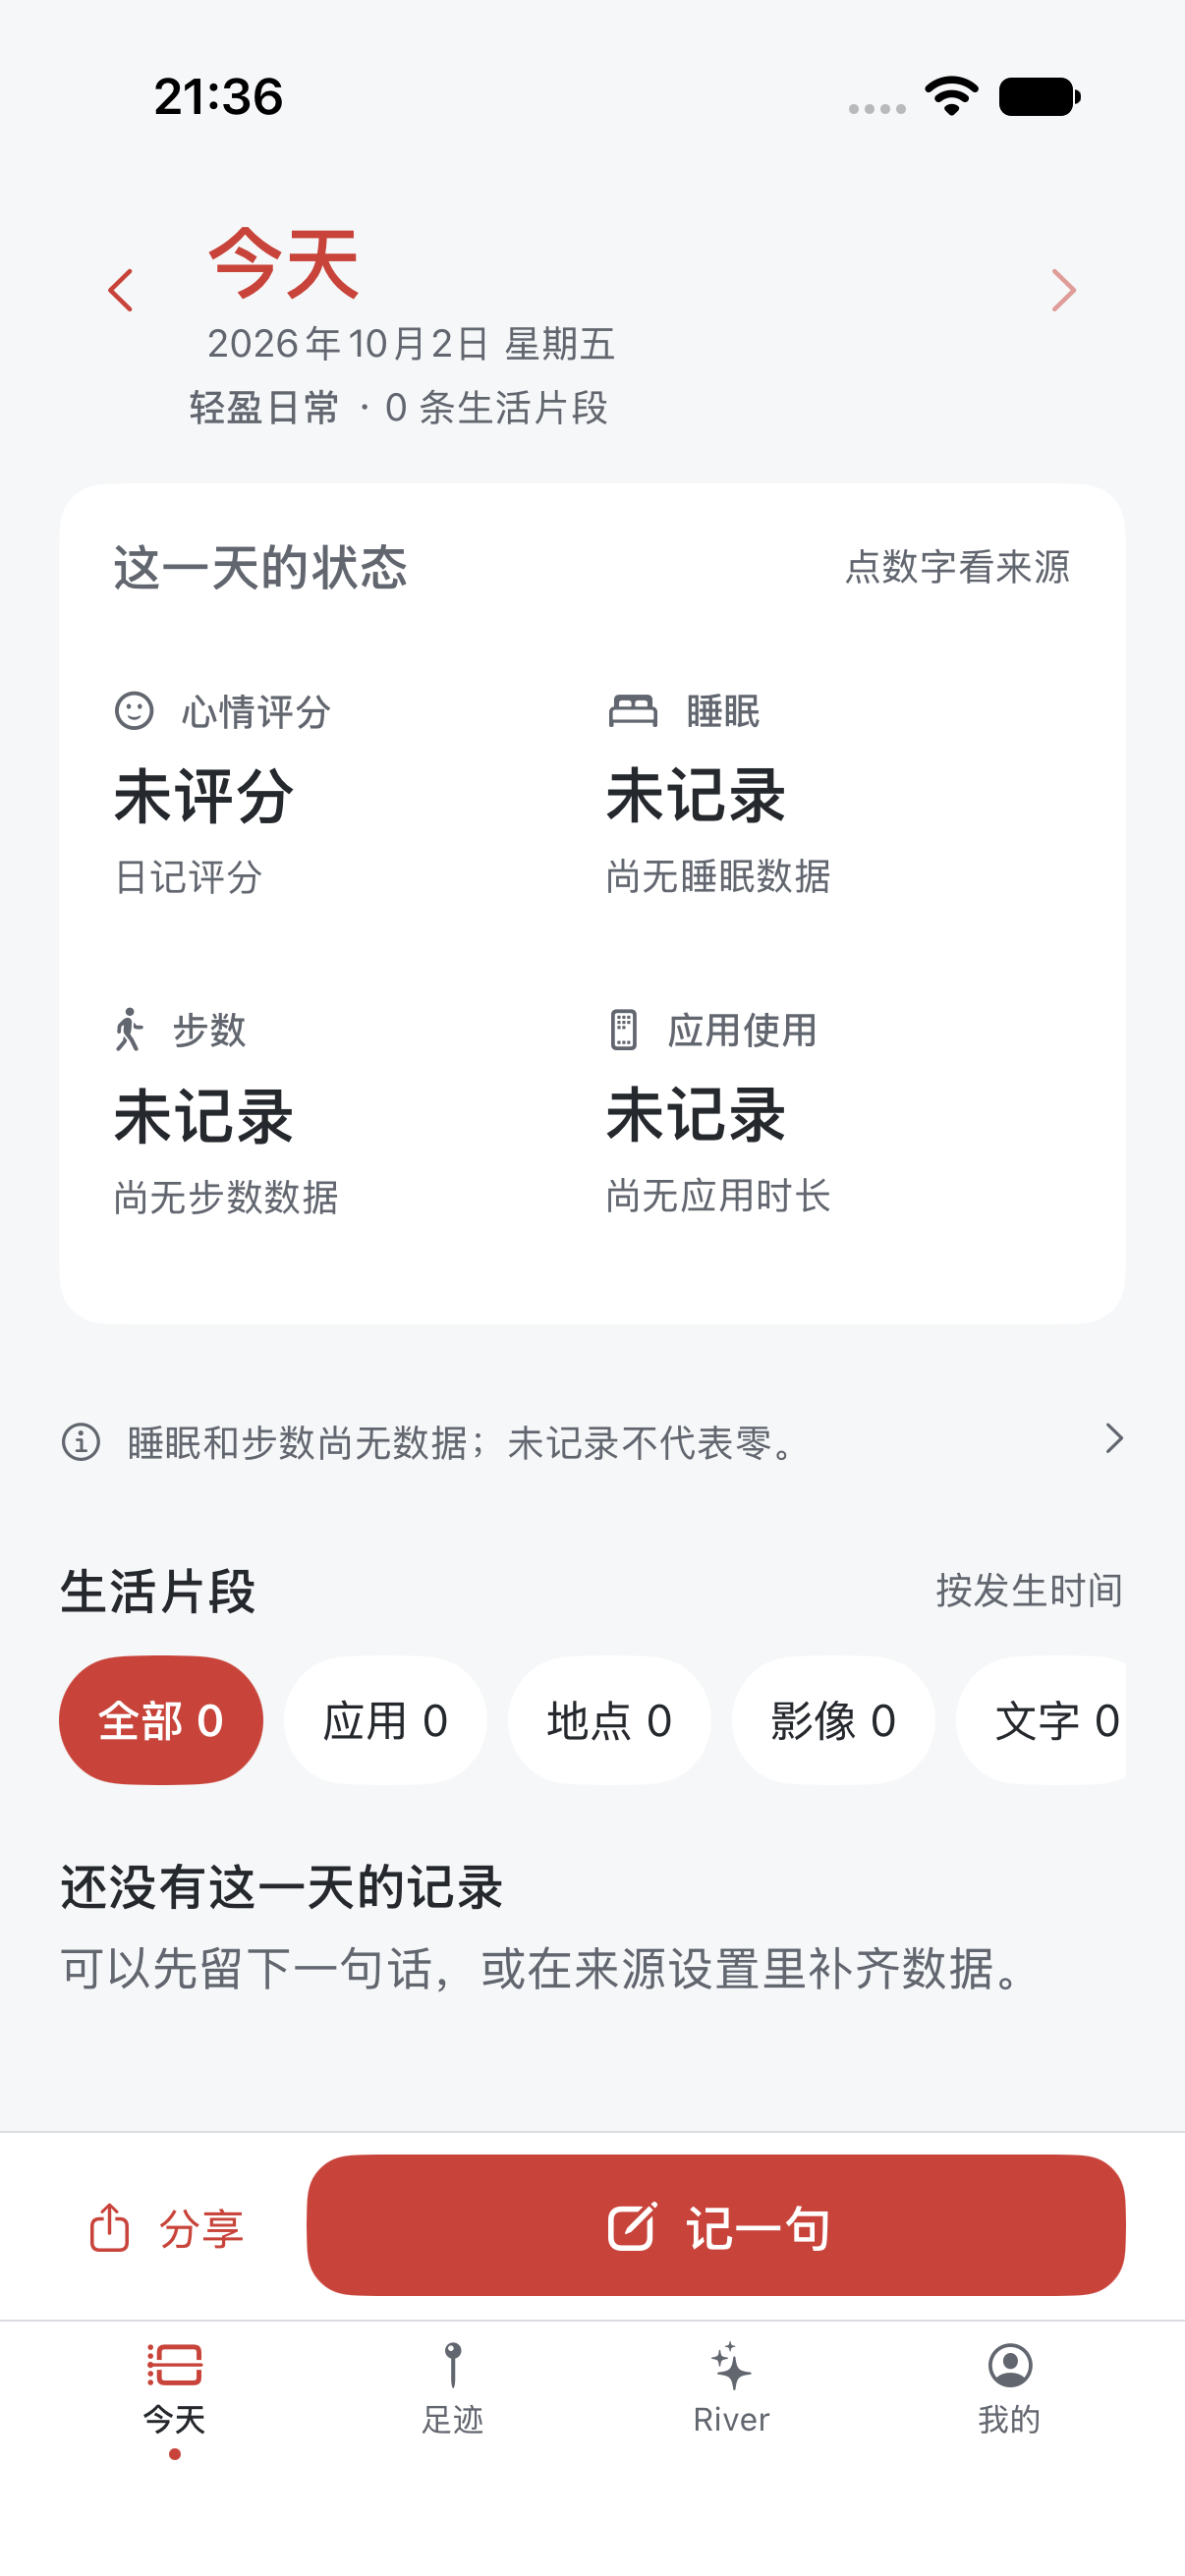 21:36
今天
2026年10月2日 星期五
轻盈日常 · 0 条生活片段
这一天的状态
点数字看来源
心情评分
睡眠
未评分
未记录
日记评分
尚无睡眠数据
步数
应用使用
未记录
未记录
尚无步数数据
尚无应用时长
睡眠和步数尚无数据；未记录不代表零。
生活片段
按发生时间
全部 0
应用 0
地点 0
影像 0
文字 0
还没有这一天的记录
可以先留下一句话，或在来源设置里补齐数据。
分享
记一句
今天
足迹
River
我的